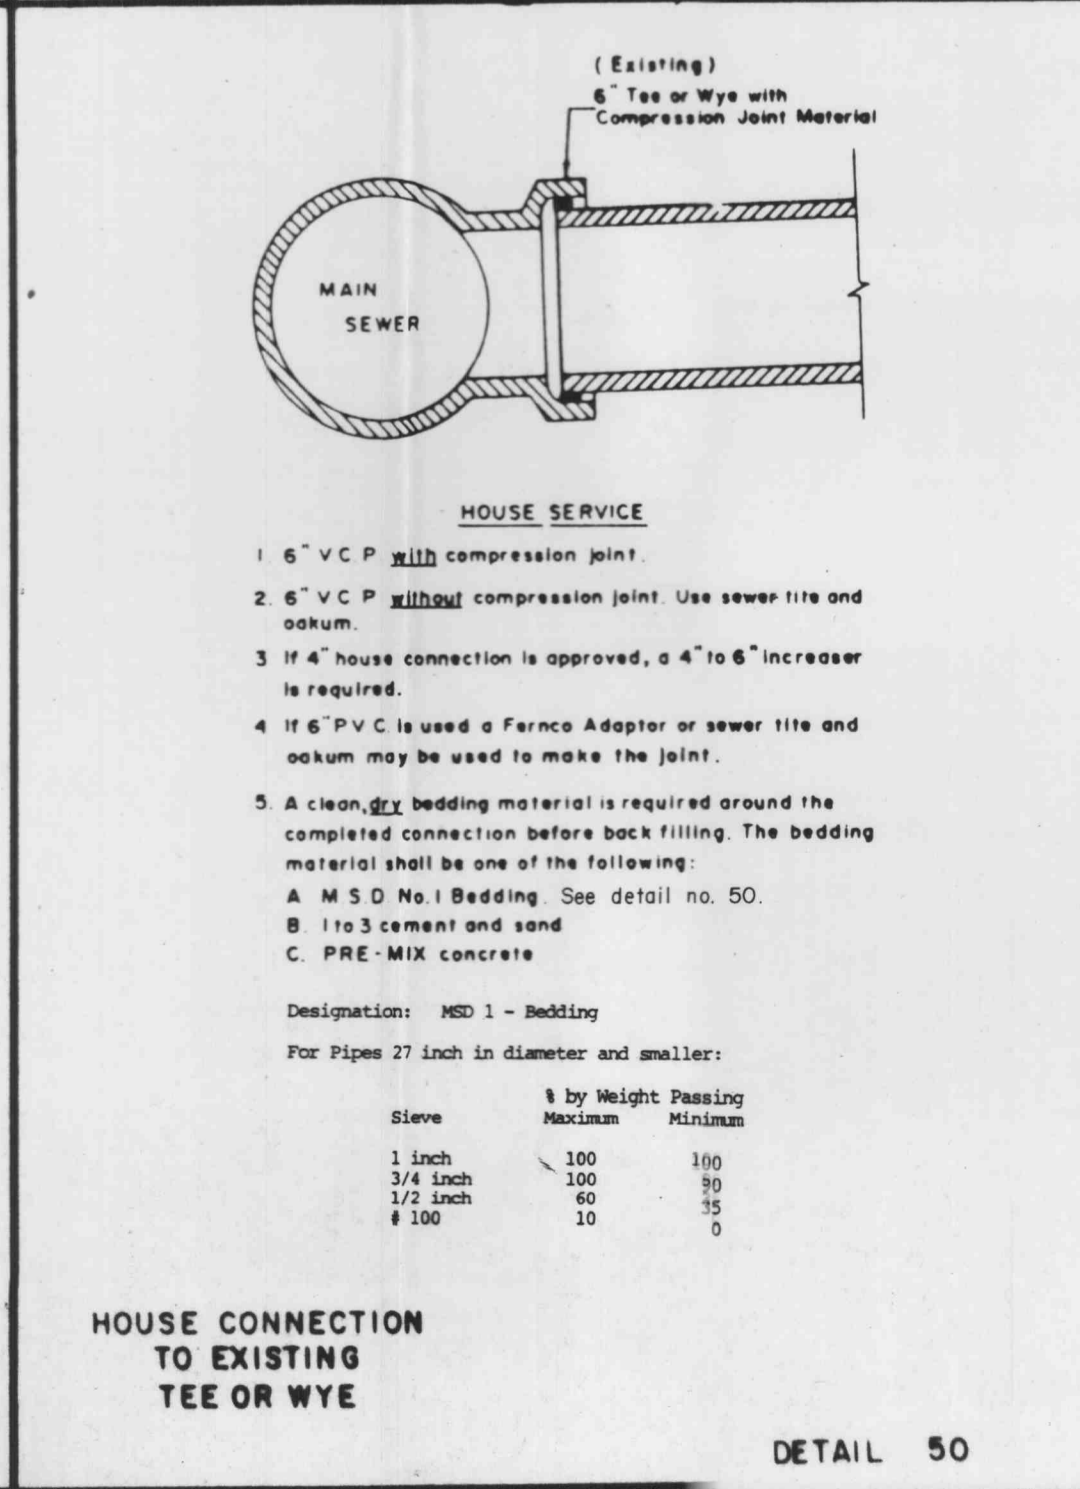 ( Existing )
6" Tee or Wye with
Compression Joint Material
MAIN
SEWER
HOUSE SERVICE
1. 6" V C P with compression joint.
2. 6" V C P without compression joint. Use sewer tite and
oakum.
3 If 4" house connection is approved, a 4" to 6" increaser
is required.
4 If 6" P V C. is used a Fernco Adaptor or sewer tite and
oakum may be used to make the joint.
5. A clean, dry bedding material is required around the
completed connection before back filling. The bedding
material shall be one of the following:
A M S D No. 1 Bedding. See detail no. 50.
B. 1 to 3 cement and sand
C. PRE-MIX concrete
Designation: MSD 1 - Bedding
For Pipes 27 inch in diameter and smaller:
% by Weight Passing
Sieve Maximum Minimum
1 inch 100 100
3/4 inch 100 90
1/2 inch 60 35
# 100 10 0
HOUSE CONNECTION
TO EXISTING
TEE OR WYE
DETAIL 50